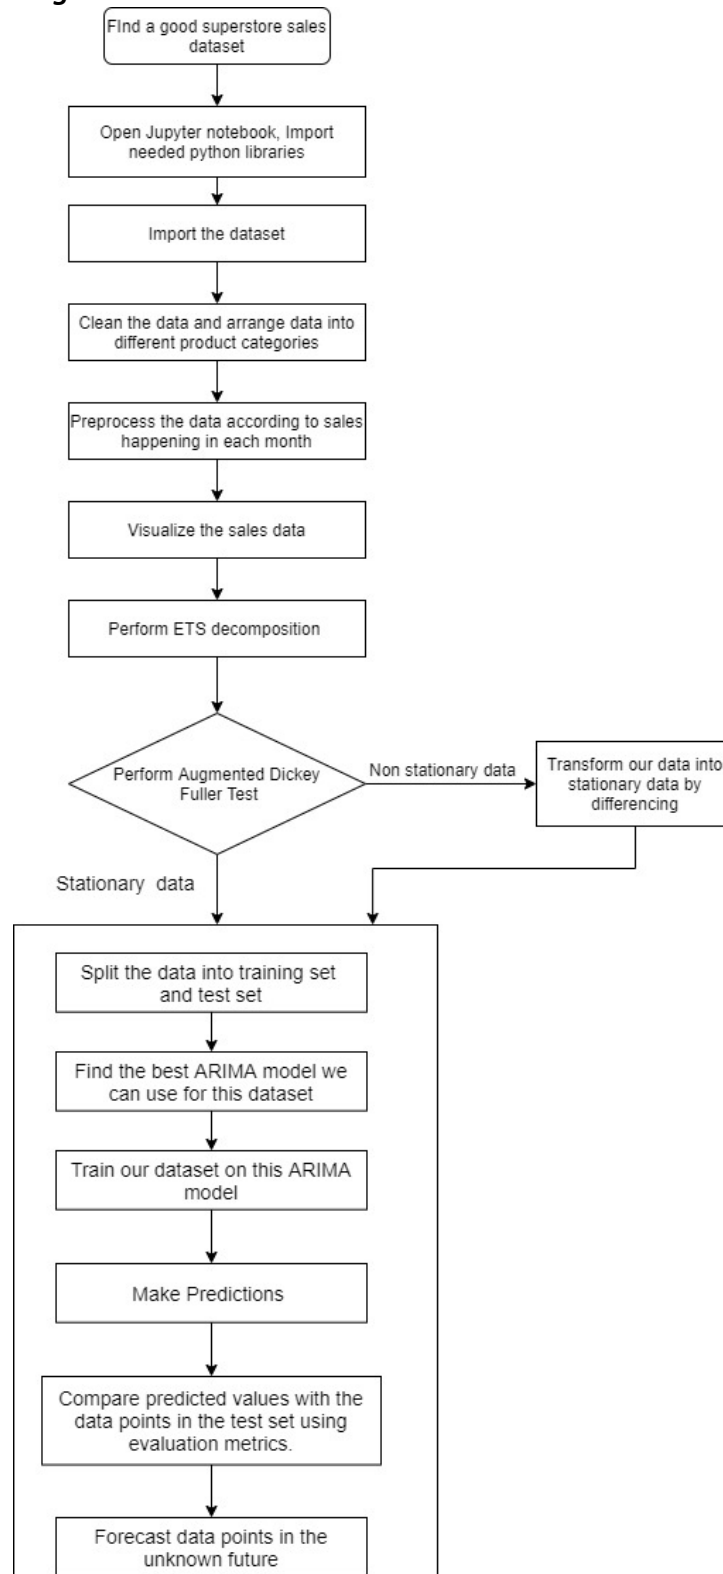 FInd a good superstore sales
dataset
Open Jupyter notebook, Import
needed python libraries
Import the dataset
Clean the data and arrange data into
different product categories
Preprocess the data according to sales
happening in each month
Visualize the sales data
Perform ETS decomposition
Perform Augmented Dickey
Fuller Test
Non stationary data
Transform our data into
stationary data by
differencing
Stationary data
Split the data into training set
and test set
Find the best ARIMA model we
can use for this dataset
Train our dataset on this ARIMA
model
Make Predictions
Compare predicted values with the
data points in the test set using
evaluation metrics.
Forecast data points in the
unknown future